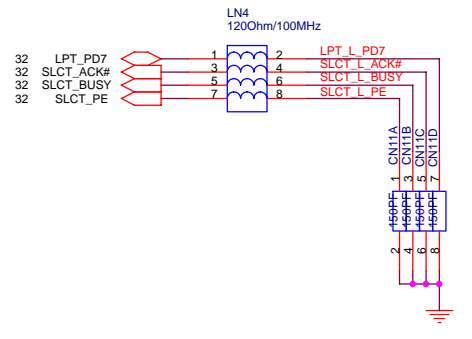 LN4
120Ohm/100MHz
32 LPT_PD7 1 2 LPT_L_PD7
32 SLCT_ACK# 3 4 SLCT_L_ACK#
32 SLCT_BUSY 5 6 SLCT_L_BUSY
32 SLCT_PE 7 8 SLCT_L_PE
CN11A CN11B CN11C CN11D
1 3 5 7
150PF 150PF 150PF 150PF
2 4 6 8